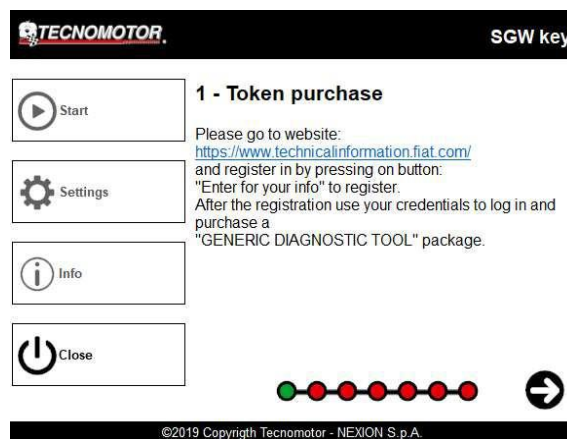 TECNOMOTOR.
SGW key
Start
Settings
Info
Close
1 - Token purchase
Please go to website:
https://www.technicalinformation.fiat.com/
and register in by pressing on button:
"Enter for your info" to register.
After the registration use your credentials to log in and
purchase a
"GENERIC DIAGNOSTIC TOOL" package.
©2019 Copyrigth Tecnomotor - NEXION S.p.A.